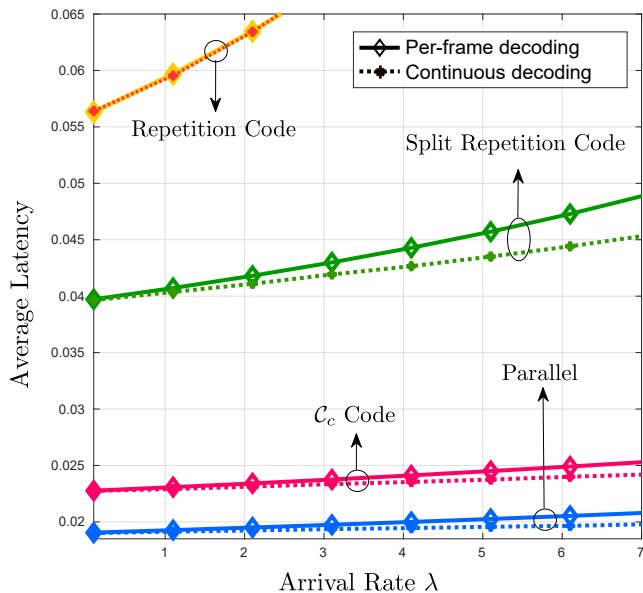 0.065
Per-frame decoding
Continuous decoding
0.06
Repetition Code
0.055
Split Repetition Code
0.05
0.045
0.04
0.035
Parallel
0.03
𝒞c Code
0.025
0.02
Average Latency
1 2 3 4 5 6 7
Arrival Rate λ